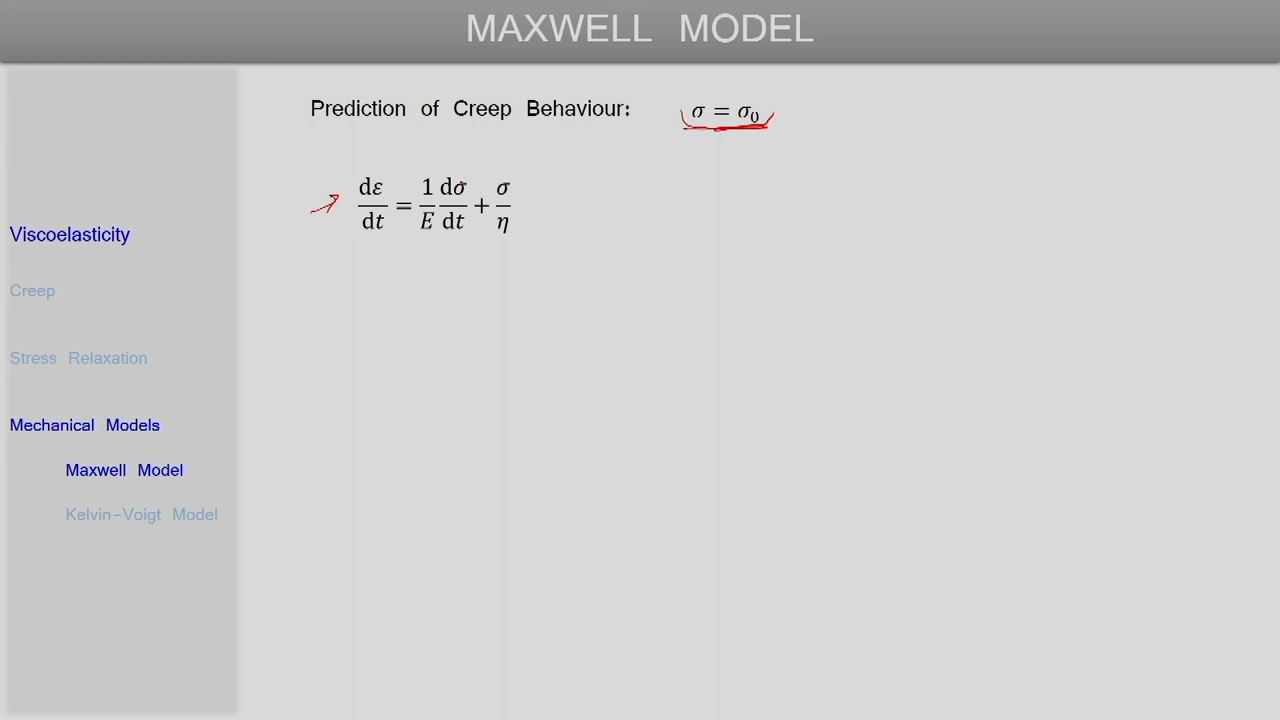 MAXWELL MODEL
Prediction of Creep Behaviour: σ = σ₀
dε/dt = 1/E dσ/dt + σ/η
Viscoelasticity
Creep
Stress Relaxation
Mechanical Models
Maxwell Model
Kelvin-Voigt Model